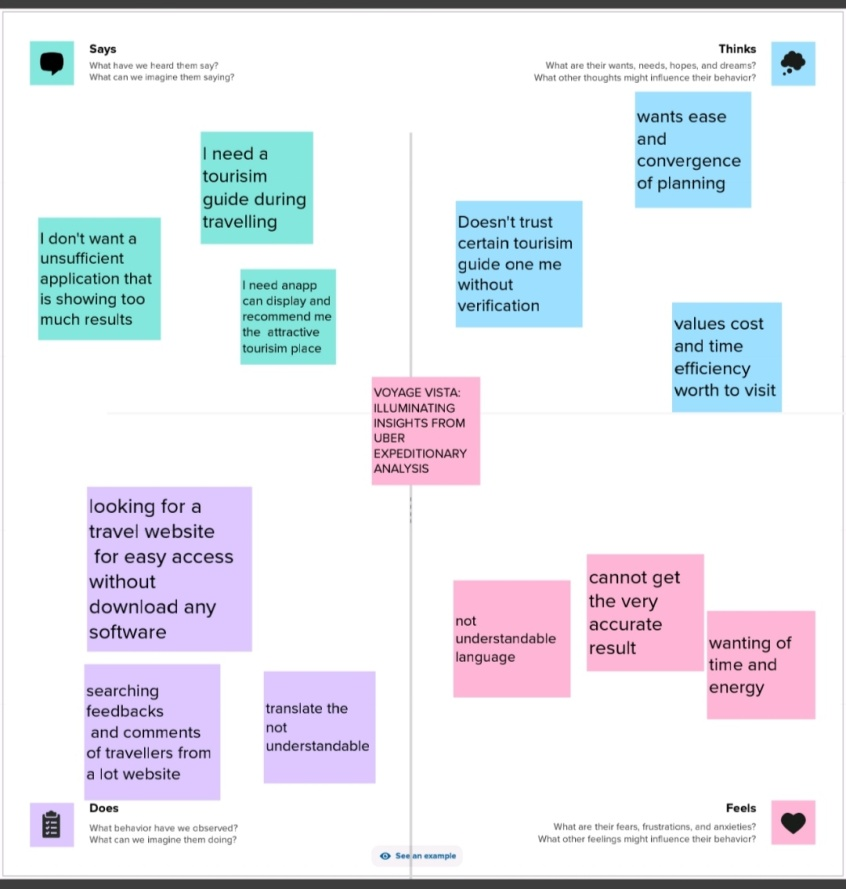 Says
What have we heard them say?
What can we imagine them saying?
Thinks
What are their wants, needs, hopes, and dreams?
What other thoughts might influence their behavior?
I need a
tourisim
guide during
travelling
I don't want a
unsufficient
application that
is showing too
much results
I need anapp
can display and
recommend me
the attractive
tourisim place
wants ease
and
convergence
of planning
Doesn't trust
certain tourisim
guide one me
without
verification
values cost
and time
efficiency
worth to visit
VOYAGE VISTA:
ILLUMINATING
INSIGHTS FROM
UBER
EXPEDITIONARY
ANALYSIS
looking for a
travel website
for easy access
without
download any
software
searching
feedbacks
and comments
of travellers from
a lot website
translate the
not
understandable
not
understandable
language
cannot get
the very
accurate
result
wanting of
time and
energy
Does
What behavior have we observed?
What can we imagine them doing?
Feels
What are their fears, frustrations, and anxieties?
What other feelings might influence their behavior?
See an example